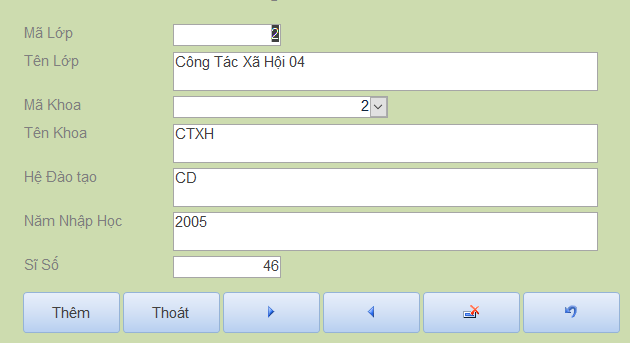 Mã Lớp 2
Tên Lớp Công Tác Xã Hội 04
Mã Khoa 2
Tên Khoa CTXH
Hệ Đào tạo CD
Năm Nhập Học 2005
Sĩ Số 46
Thêm Thoát